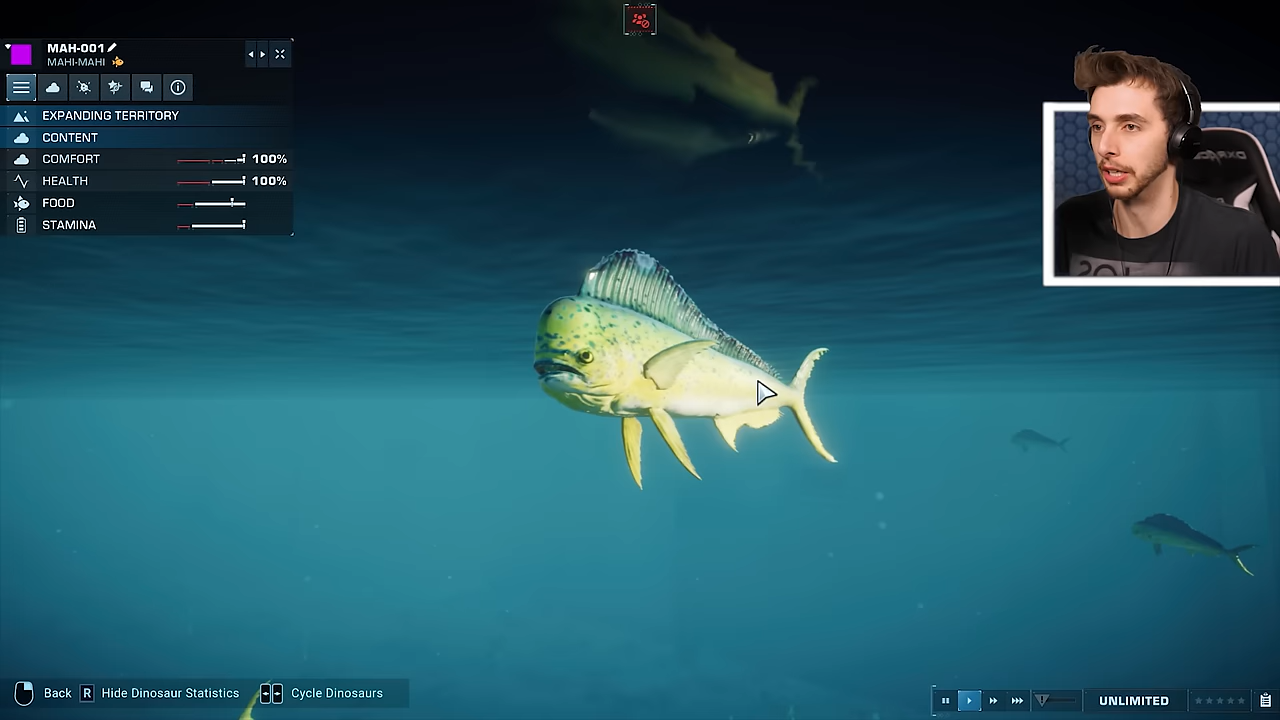 MAH-001
MAHI-MAHI
EXPANDING TERRITORY
CONTENT
COMFORT 100%
HEALTH 100%
FOOD
STAMINA
Back R Hide Dinosaur Statistics Cycle Dinosaurs
UNLIMITED